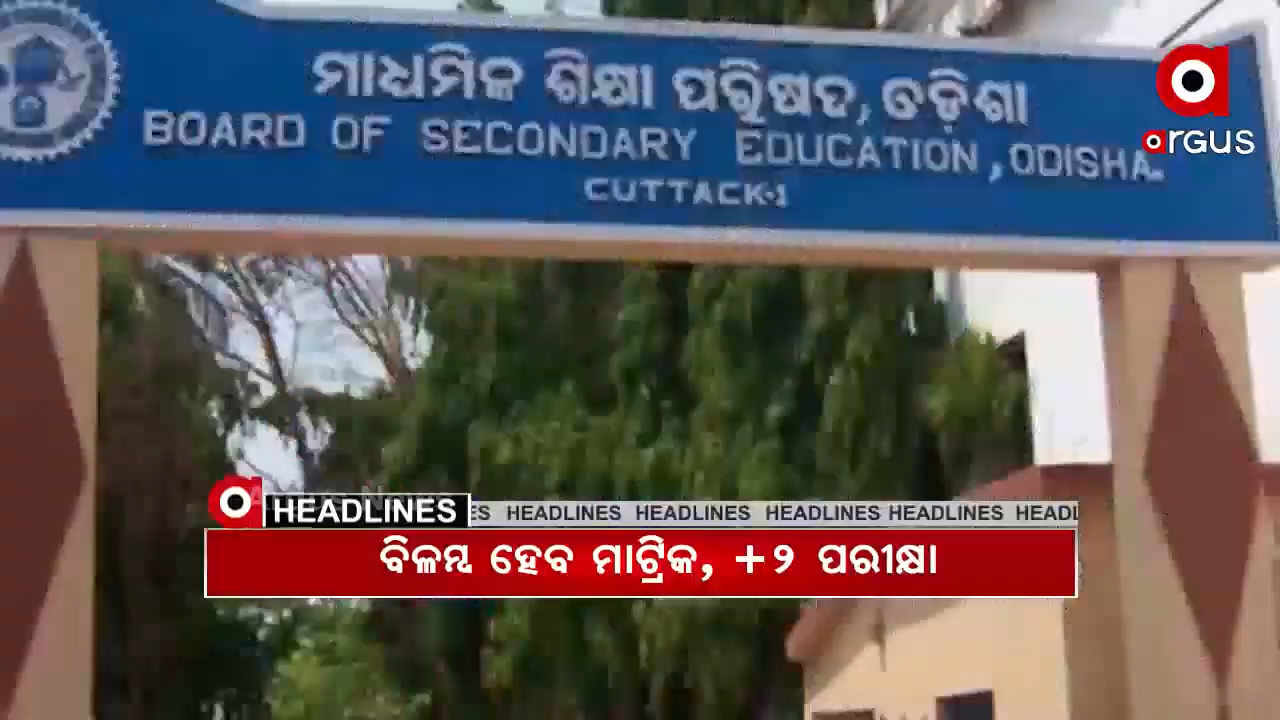 ମାଧ୍ୟମିକ ଶିକ୍ଷା ପରିଷଦ, ଓଡ଼ିଶା
BOARD OF SECONDARY EDUCATION, ODISHA.
CUTTACK-1
argus
HEADLINES
ES HEADLINES HEADLINES HEADLINES HEADLINES HEADL
ବିଳମ୍ବ ହେବ ମାଟ୍ରିକ, +୨ ପରୀକ୍ଷା